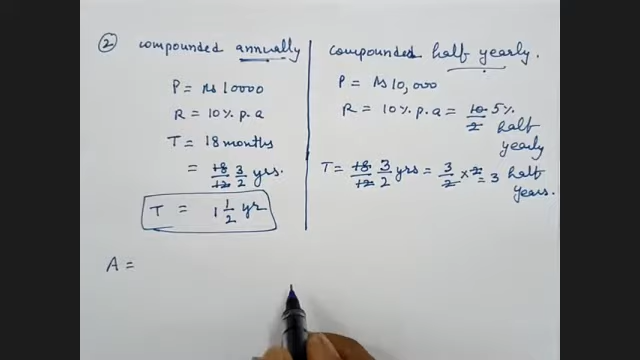 ② compounded annually
P = Rs 10000
R = 10% p.a
T = 18 months
= 18/12 3/2 yrs.
T = 1 1/2 yr
A =
compounded half yearly.
P = Rs 10,000
R = 10% p.a = 10/2 5% half yearly
T = 18/12 3/2 yrs = 3/2 × 2 = 3 half years.